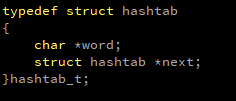 typedef struct hashtab
{
    char *word;
    struct hashtab *next;
}hashtab_t;